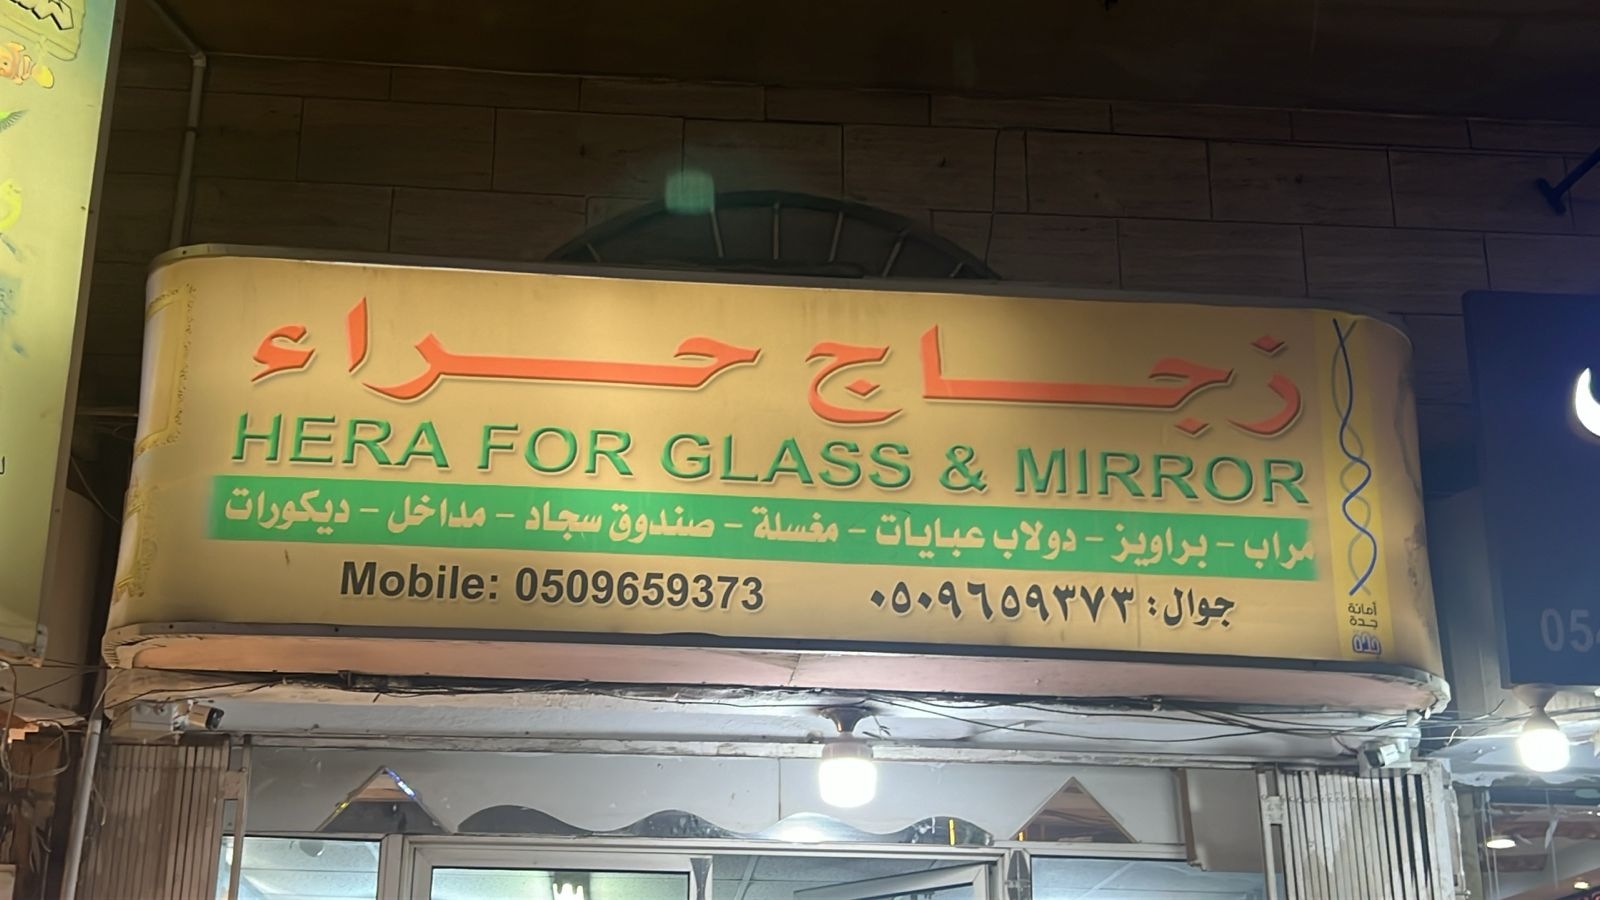 زجاج حراء
HERA FOR GLASS & MIRROR
مراب - براويز - دولاب عبايات - مغسلة - صندوق سجاد - مداخل - ديكورات
جوال: ٠٥٠٩٦٥٩٣٧٣
Mobile: 0509659373
أمانة
جدة